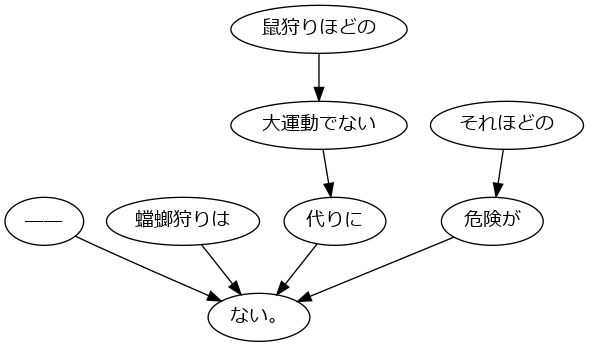 鼠狩りほどの
大運動でない
それほどの
――
蟷螂狩りは
代りに
危険が
ない。